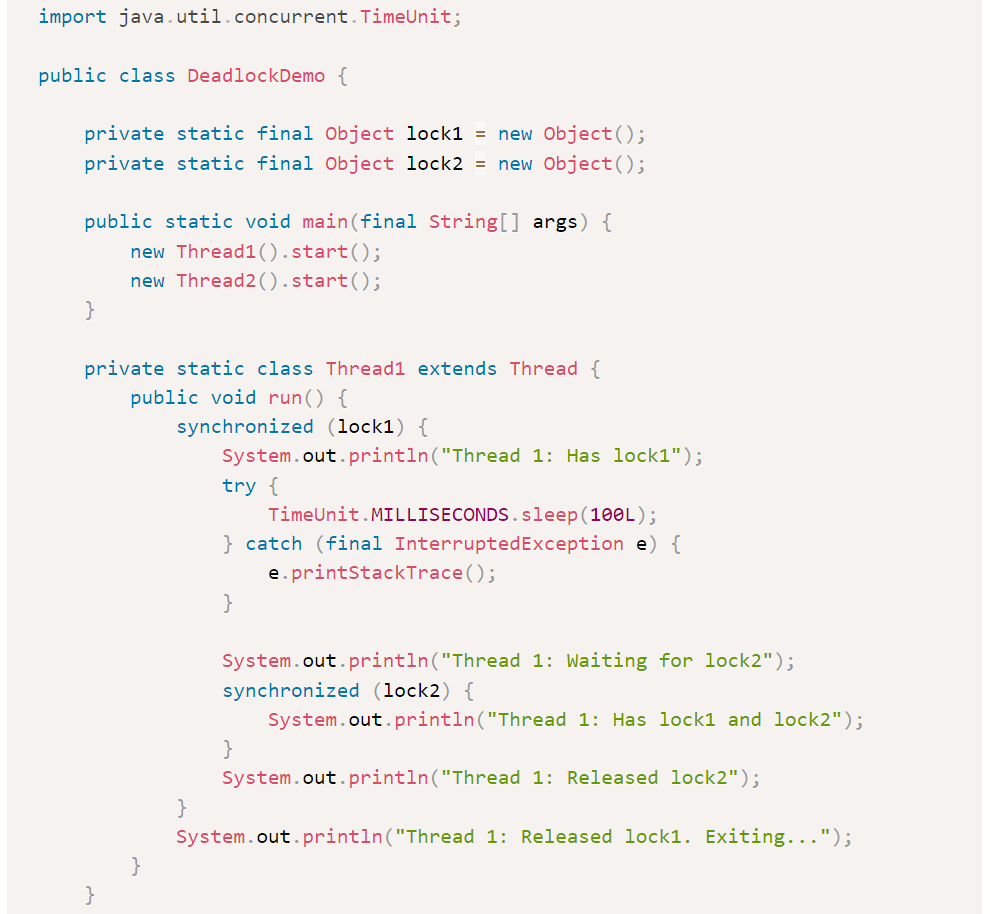 import java.util.concurrent.TimeUnit;
public class DeadlockDemo {
private static final Object lock1 = new Object();
private static final Object lock2 = new Object();
public static void main(final String[] args) {
new Thread1().start();
new Thread2().start();
}
private static class Thread1 extends Thread {
public void run() {
synchronized (lock1) {
System.out.println("Thread 1: Has lock1");
try {
TimeUnit.MILLISECONDS.sleep(100L);
} catch (final InterruptedException e) {
e.printStackTrace();
}
System.out.println("Thread 1: Waiting for lock2");
synchronized (lock2) {
System.out.println("Thread 1: Has lock1 and lock2");
}
System.out.println("Thread 1: Released lock2");
}
System.out.println("Thread 1: Released lock1. Exiting...");
}
}